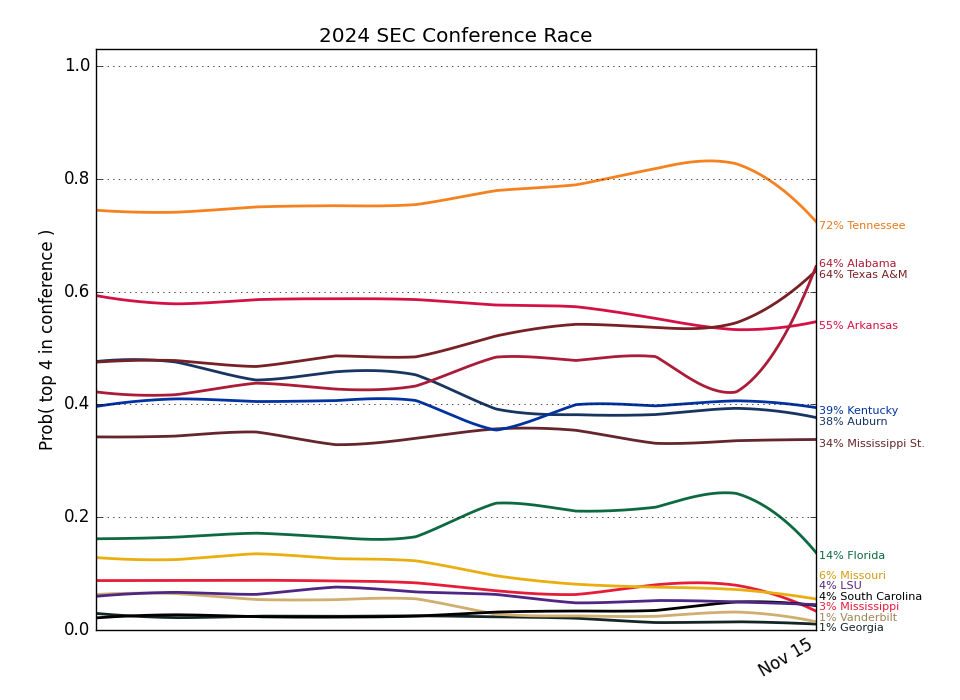 2024 SEC Conference Race
1.0
0.8
0.6
0.4
0.2
0.0
Prob( top 4 in conference )
72% Tennessee
64% Alabama
64% Texas A&M
55% Arkansas
39% Kentucky
38% Auburn
34% Mississippi St.
14% Florida
6% Missouri
4% LSU
4% South Carolina
3% Mississippi
1% Vanderbilt
1% Georgia
Nov 15